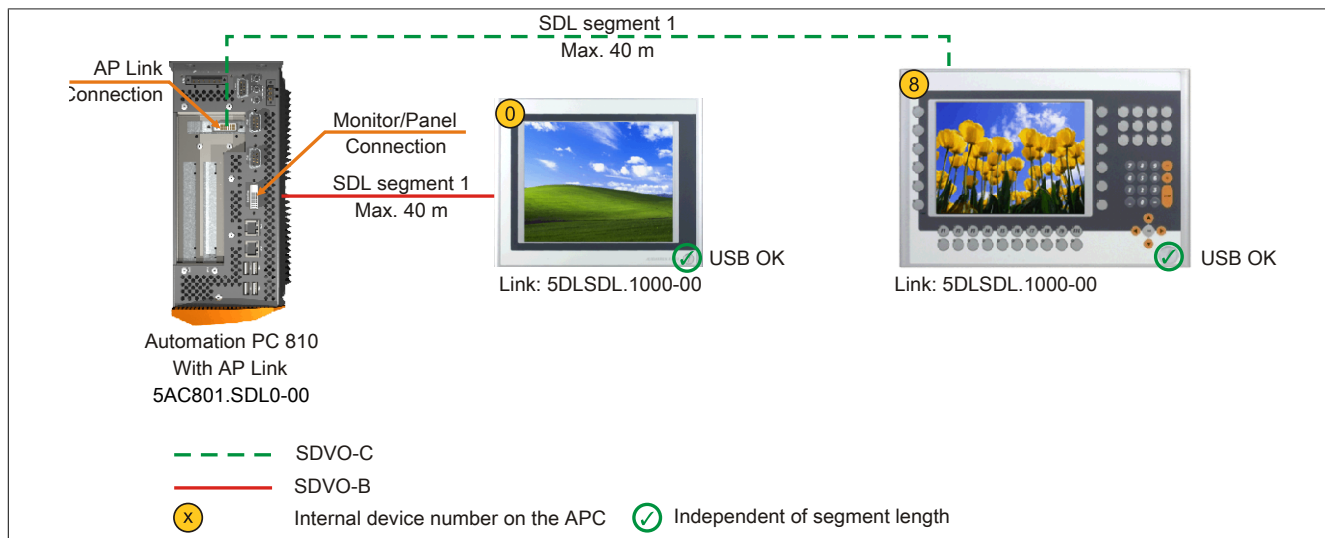 SDL segment 1
Max. 40 m
AP Link
Connection
8
0
Monitor/Panel
Connection
SDL segment 1
Max. 40 m
USB OK
USB OK
Link: 5DLSDL.1000-00
Link: 5DLSDL.1000-00
Automation PC 810
With AP Link
5AC801.SDL0-00
SDVO-C
SDVO-B
x
Internal device number on the APC
Independent of segment length